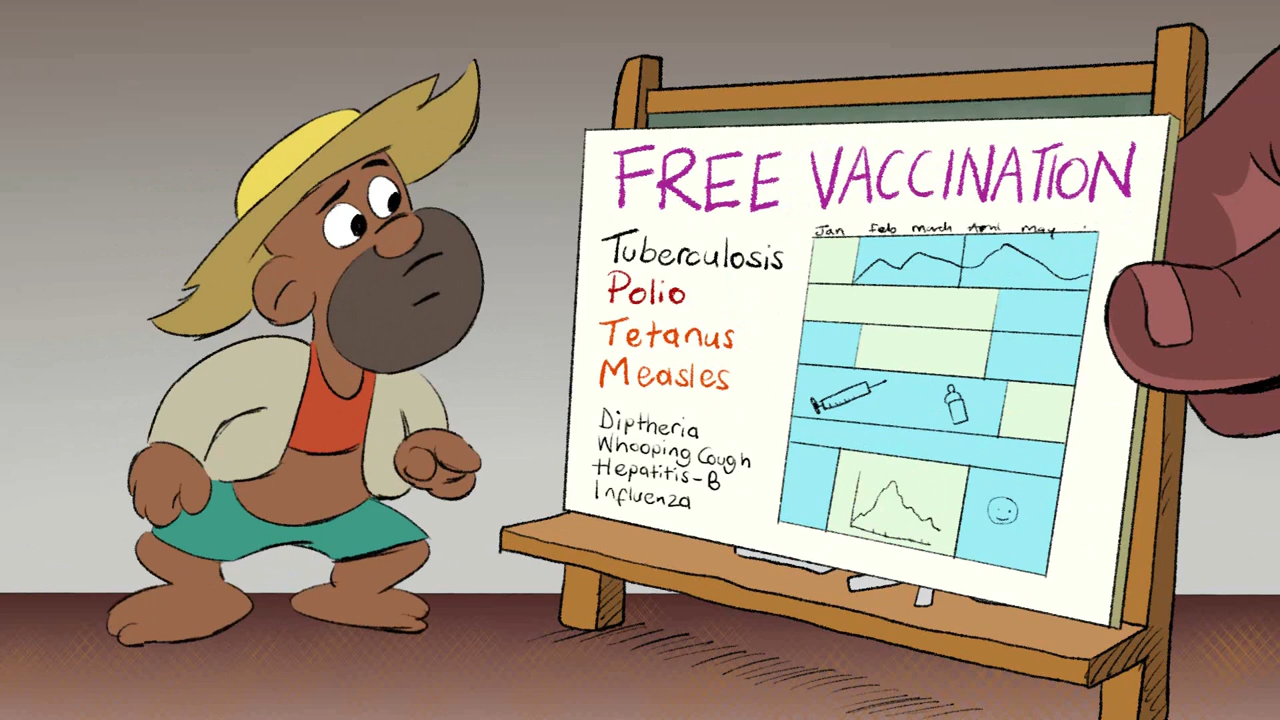 FREE VACCINATION
Tuberculosis
Polio
Tetanus
Measles
Diptheria
Whooping Cough
Hepatitis-B
Influenza
Jan Feb march April May